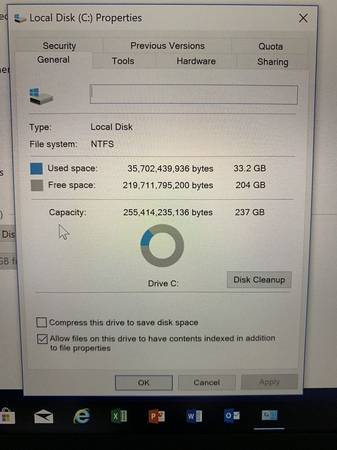 Local Disk (C:) Properties
Security Previous Versions Quota
General Tools Hardware Sharing
Type: Local Disk
File system: NTFS
Used space: 35,702,439,936 bytes 33.2 GB
Free space: 219,711,795,200 bytes 204 GB
Capacity: 255,414,235,136 bytes 237 GB
Drive C:
Disk Cleanup
Compress this drive to save disk space
Allow files on this drive to have contents indexed in addition
to file properties
OK Cancel Apply